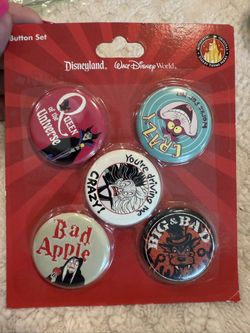 Button Set
Disneyland Walt Disney World
Queen
of the
Universe
CRAZY
You're driving me
CRAZY
Bad
Apple
BIG & BAD